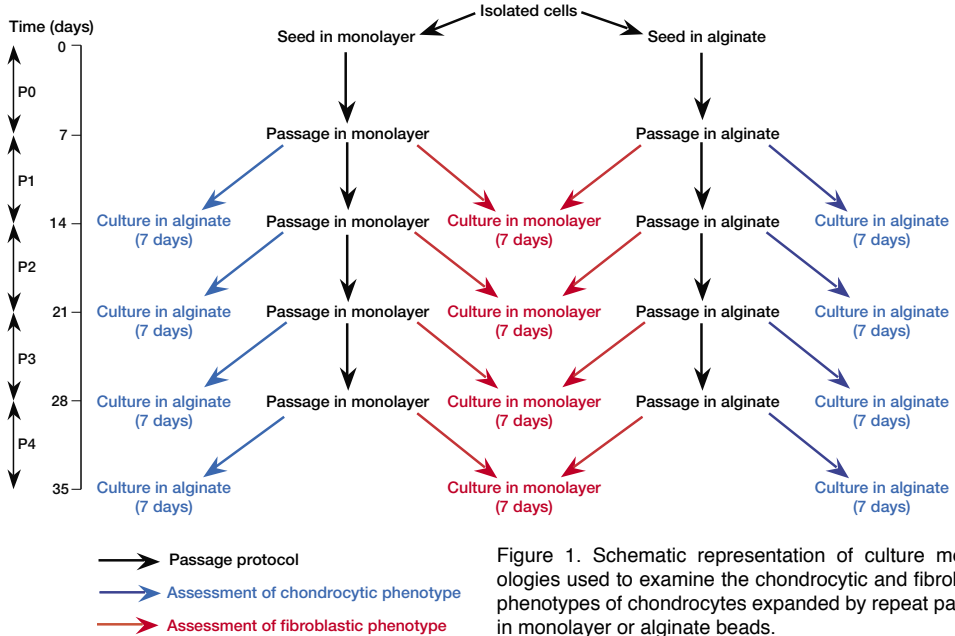 Isolated cells
Time (days)
Seed in monolayer Seed in alginate
0
P0
7 Passage in monolayer Passage in alginate
P1
Culture in alginate Passage in monolayer Culture in monolayer Passage in alginate Culture in alginate
14
(7 days) (7 days) (7 days)
P2
21 Culture in alginate Passage in monolayer Culture in monolayer Passage in alginate Culture in alginate
(7 days) (7 days) (7 days)
P3
28 Culture in alginate Passage in monolayer Culture in monolayer Passage in alginate Culture in alginate
(7 days) (7 days) (7 days)
P4
35 Culture in alginate Culture in monolayer Culture in alginate
(7 days) (7 days) (7 days)
Passage protocol
Assessment of chondrocytic phenotype
Assessment of fibroblastic phenotype
Figure 1. Schematic representation of culture
ologies used to examine the chondrocytic and
phenotypes of chondrocytes expanded by repeat
in monolayer or alginate beads.